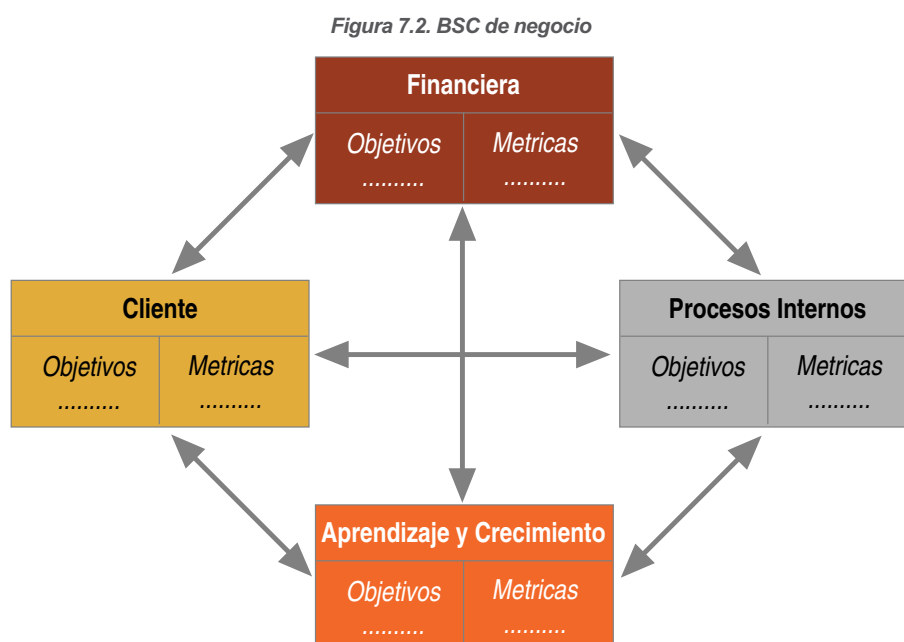 Figura 7.2. BSC de negocio
Financiera
Objetivos Metricas
.......... ..........
Cliente
Objetivos Metricas
.......... ..........
Procesos Internos
Objetivos Metricas
.......... ..........
Aprendizaje y Crecimiento
Objetivos Metricas
.......... ..........